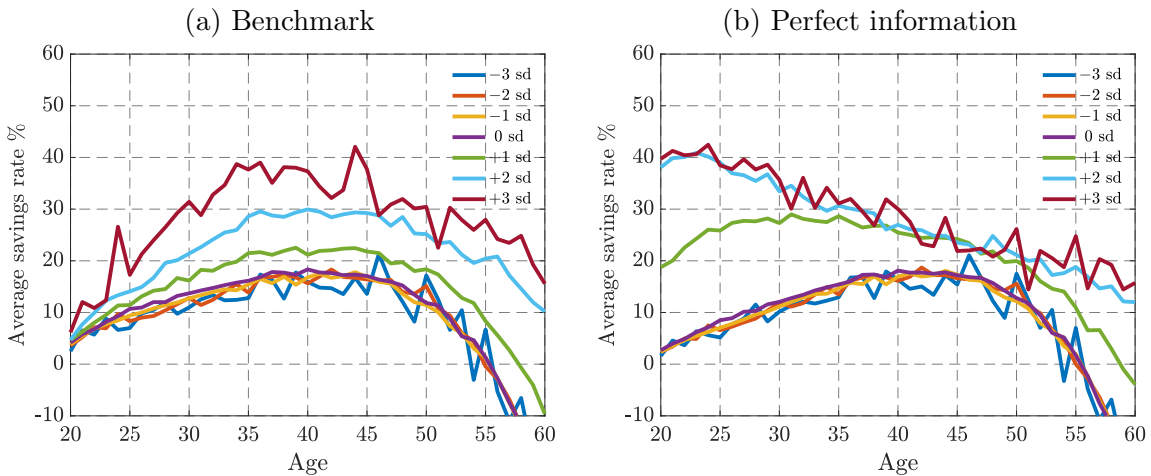 (a) Benchmark
Average savings rate %
60
50
40
30
20
10
0
-10
20 25 30 35 40 45 50 55 60
Age
−3 sd
−2 sd
−1 sd
0 sd
+1 sd
+2 sd
+3 sd
(b) Perfect information
Average savings rate %
60
50
40
30
20
10
0
-10
20 25 30 35 40 45 50 55 60
Age
−3 sd
−2 sd
−1 sd
0 sd
+1 sd
+2 sd
+3 sd